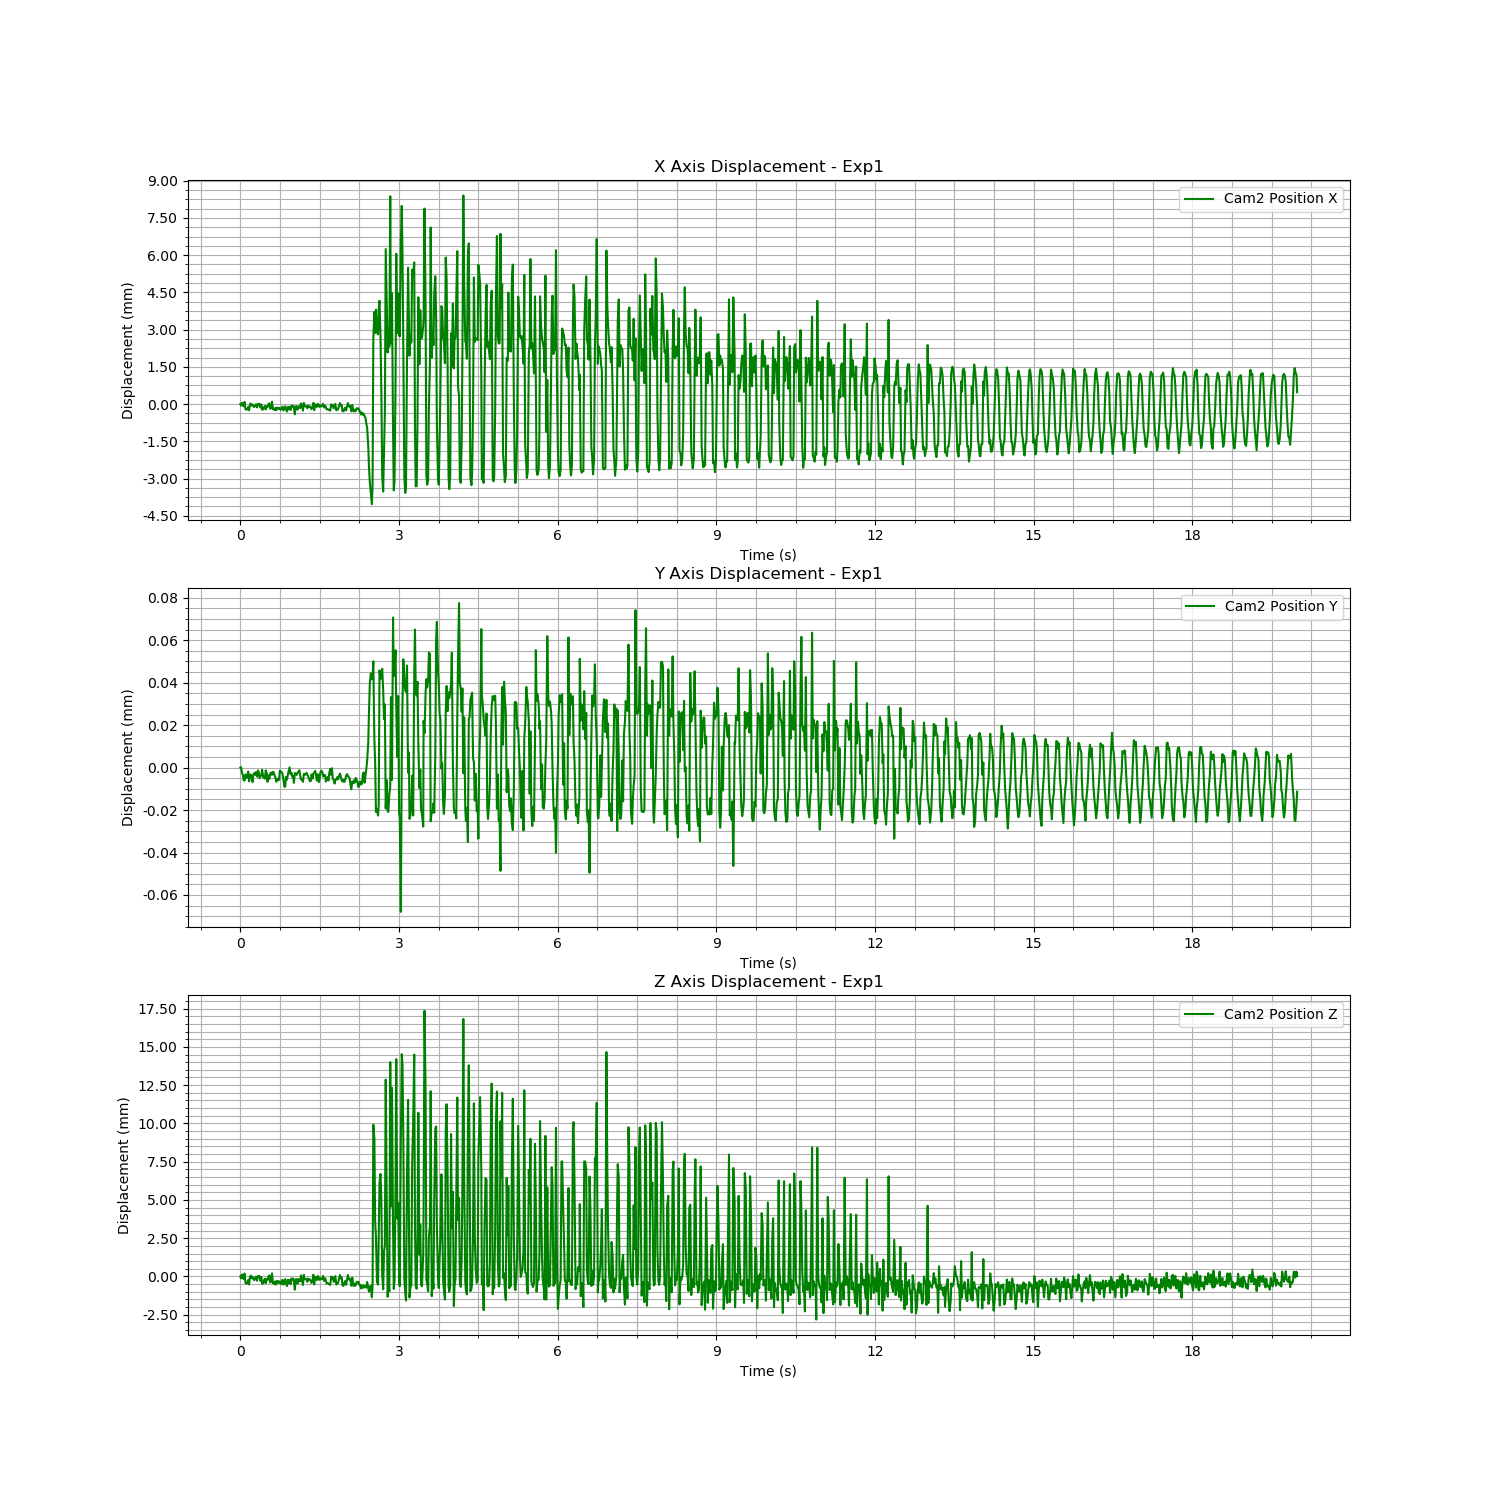 X Axis Displacement - Exp1
9.00
7.50
6.00
4.50
3.00
1.50
0.00
-1.50
-3.00
-4.50
Displacement (mm)
Cam2 Position X
0 3 6 9 12 15 18
Time (s)
Y Axis Displacement - Exp1
0.08
0.06
0.04
0.02
0.00
-0.02
-0.04
-0.06
Displacement (mm)
Cam2 Position Y
0 3 6 9 12 15 18
Time (s)
Z Axis Displacement - Exp1
17.50
15.00
12.50
10.00
7.50
5.00
2.50
0.00
-2.50
Displacement (mm)
Cam2 Position Z
0 3 6 9 12 15 18
Time (s)